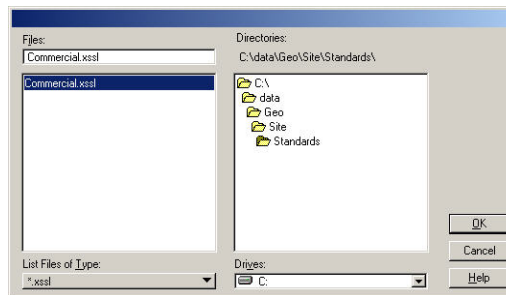 Files:
Commercial.xssl
Commercial.xssl
List Files of Type:
*.xssl
Directories:
C:\data\Geo\Site\Standards\
C:\
data
Geo
Site
Standards
Drives:
C:
OK
Cancel
Help